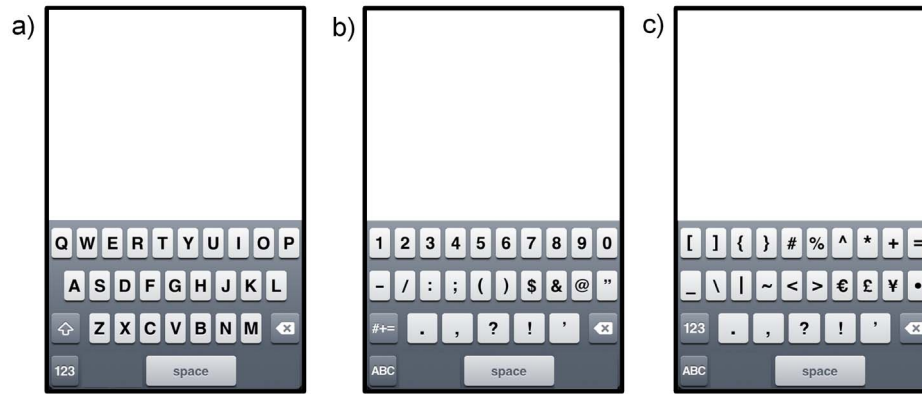 a)
Q W E R T Y U I O P
A S D F G H J K L
Z X C V B N M
123 space
b)
1 2 3 4 5 6 7 8 9 0
- / : ; ( ) $ & @ ”
#+= . , ? ! ’
ABC space
c)
[ ] { } # % ^ * + =
_ \ | ~ < > € £ ¥ •
123 . , ? ! ’
ABC space